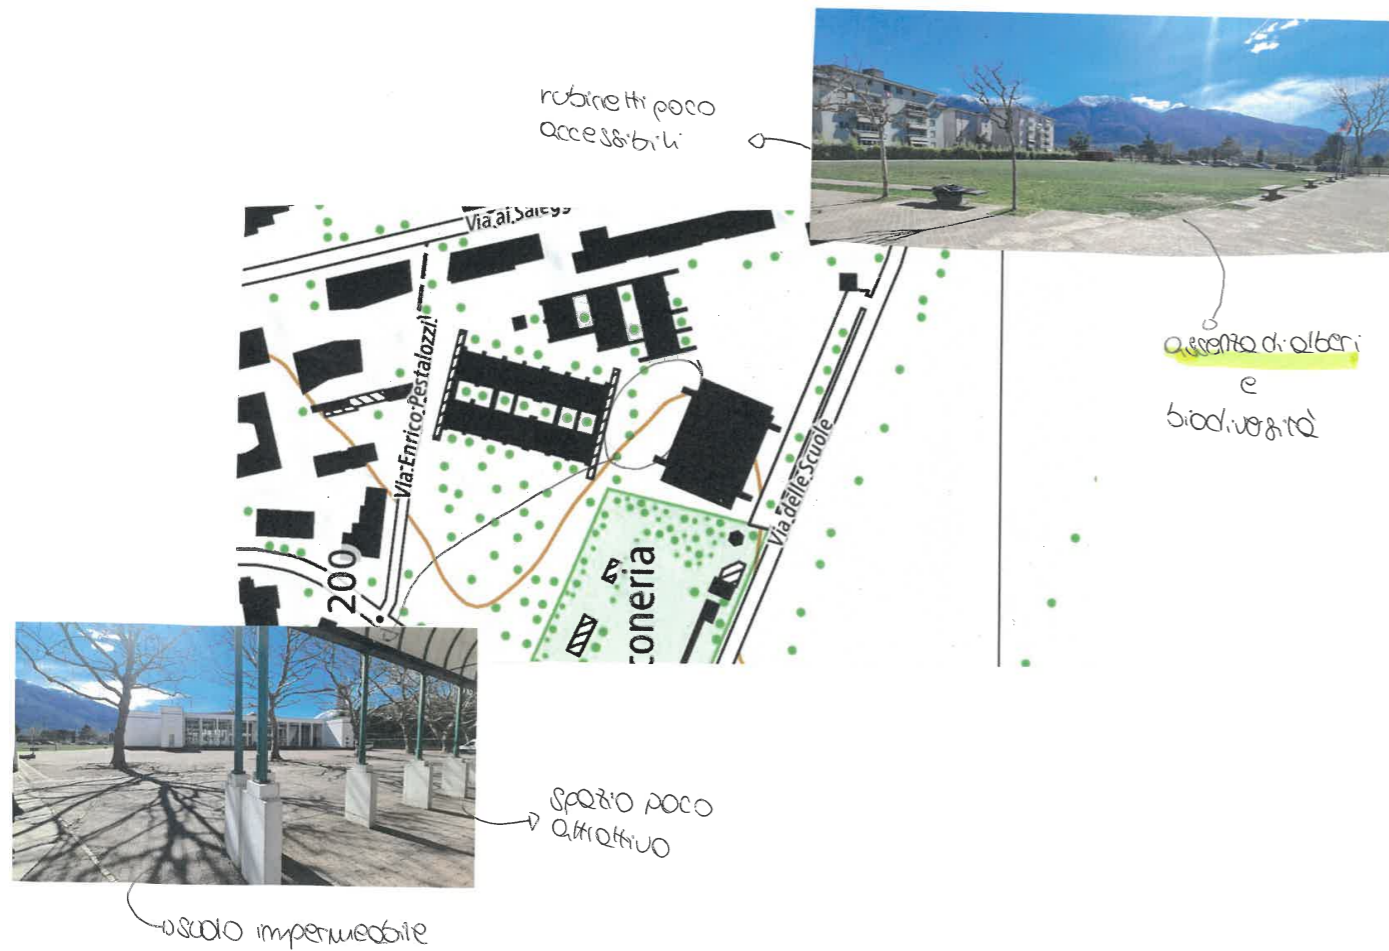 rubinetti poco
accessibili
Via ai Saleggi
assenza di alberi
e
biodiversità
Via Enrico Pestalozzi
Via delle Scuole
200
coneria
spazio poco
attrattivo
suolo impermeabile